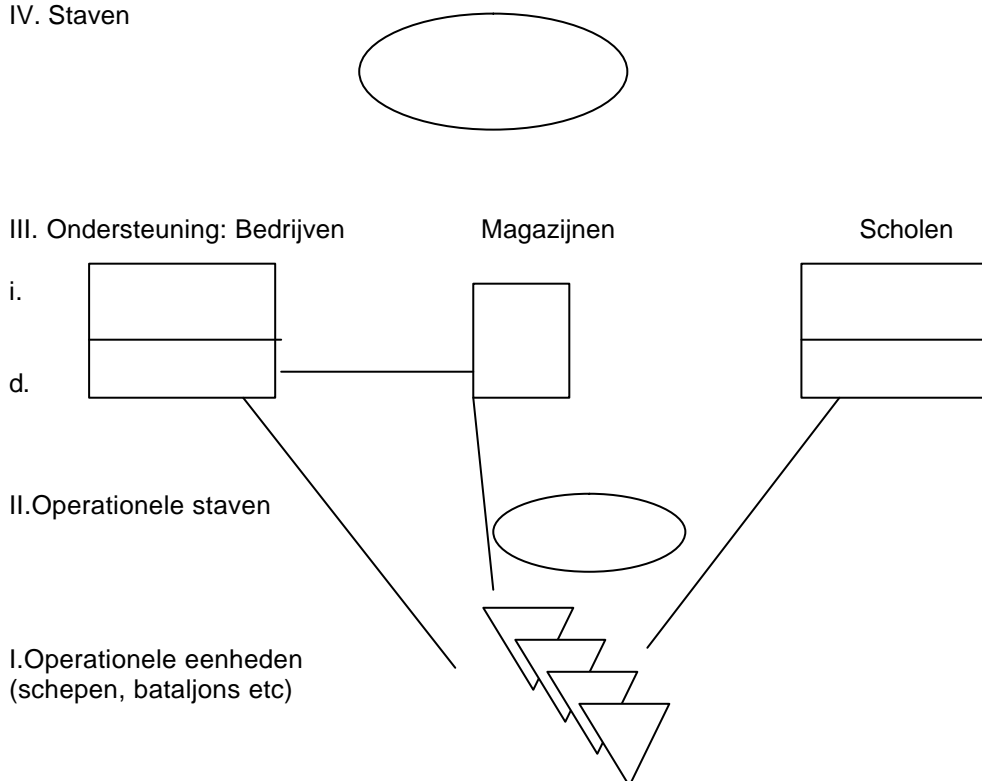 IV. Staven
III. Ondersteuning: Bedrijven Magazijnen Scholen
i.
d.
II.Operationele staven
I.Operationele eenheden
(schepen, bataljons etc)